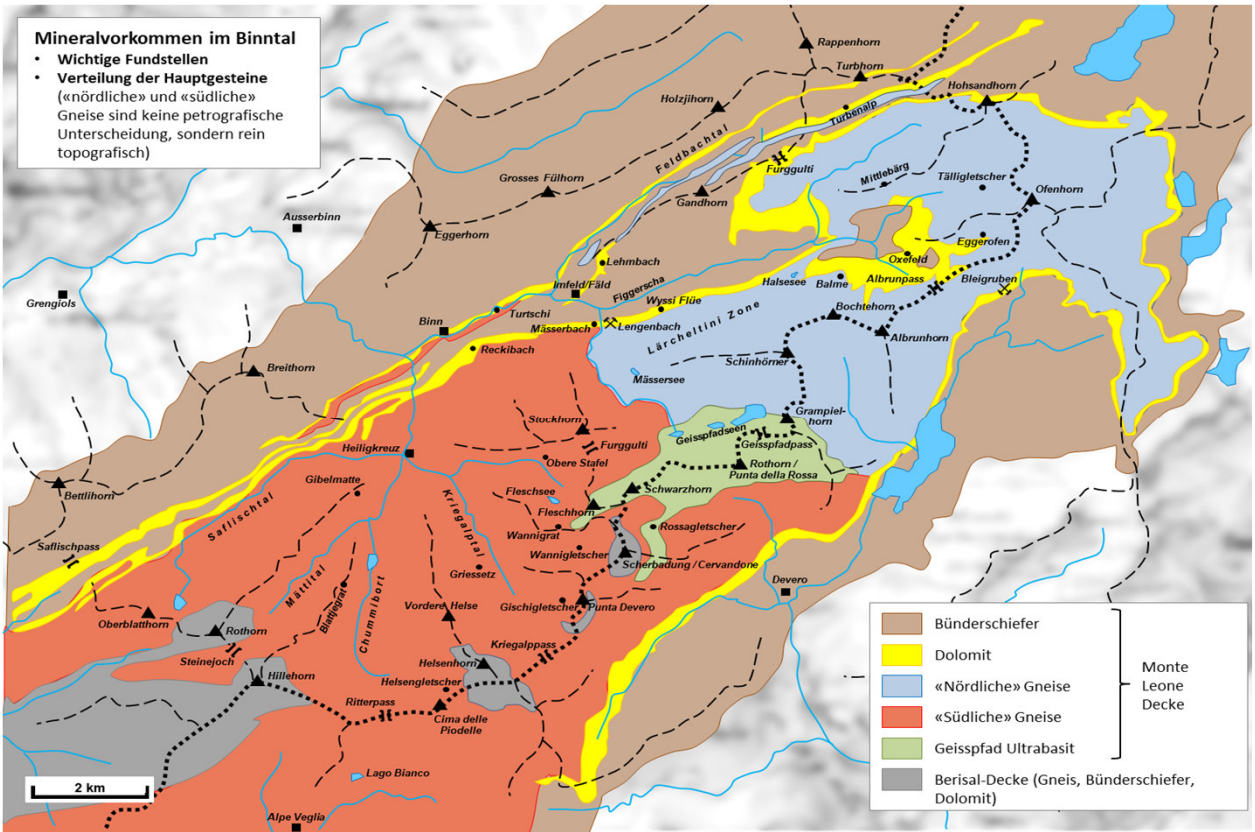 Mineralvorkommen im Binntal
• Wichtige Fundstellen
• Verteilung der Hauptgesteine
(«nördliche» und «südliche»
Gneise sind keine petrografische
Unterscheidung, sondern rein
topografisch)
Rappenhorn
Turbhorn
Hohsandhorn
Holzjihorn
Turbenalp
Feldbachtal
Furggulti
Mittlebärg
Tälligletscher
Grosses Fülhorn
Gandhorn
Ofenhorn
Ausserbinn
Eggerhorn
Eggerofen
Lehmbach
Oxefeld
Grengiols
Imfeld/Fäld
Figgerscha
Halsesee
Balme
Albrunpass
Bleigruben
Wyssi Flüe
Turtschi
Binn
Mässerbach
Lengenbach
Lärcheltini Zone
Bochtehorn
Albrunhorn
Reckibach
Schinhörner
Breithorn
Mässersee
Stockhorn
Grampiel-
horn
Geisspfadseen
Geisspfadpass
Furggulti
Heiligkreuz
Obere Stafel
Rothorn /
Punta della Rossa
Bettlihorn
Gibelmatte
Fleschsee
Schwarzhorn
Saflischtal
Kriegalptal
Fleschhorn
Rossagletscher
Wannigrat
Saflischpass
Wannigletscher
Scherbadung / Cervandone
Griessetz
Mättital
Blattjegrat
Chummibort
Devero
Gischigletscher
Punta Devero
Oberblatthorn
Vordere Helse
Rothorn
Kriegalppass
Steinejoch
Helsenhorn
Hillehorn
Helsengletscher
Ritterpass
Cima delle
Piodelle
Lago Bianco
Alpe Veglia
2 km
Bünderschiefer
Dolomit
«Nördliche» Gneise
«Südliche» Gneise
Geisspfad Ultrabasit
Monte
Leone
Decke
Berisal-Decke (Gneis, Bünderschiefer,
Dolomit)